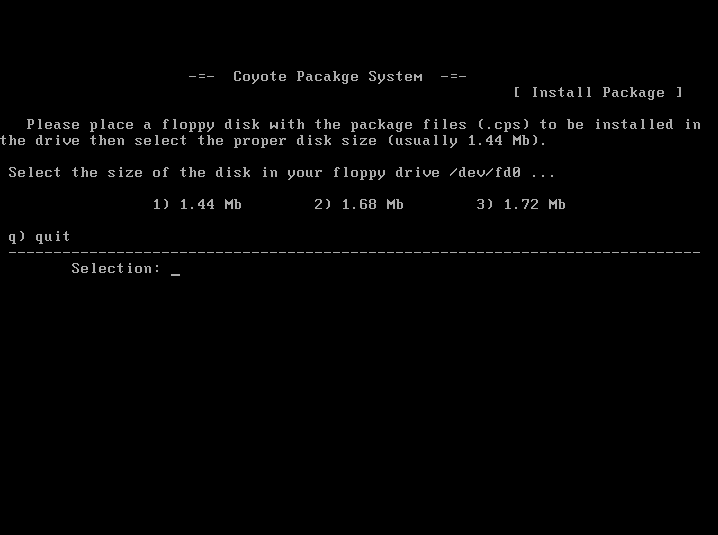 -=-  Coyote Pacakge System  -=-
[ Install Package ]
Please place a floppy disk with the package files (.cps) to be installed in
the drive then select the proper disk size (usually 1.44 Mb).
Select the size of the disk in your floppy drive /dev/fd0 ...
1) 1.44 Mb        2) 1.68 Mb        3) 1.72 Mb
q) quit
-----------------------------------------------------------------------------
Selection: _